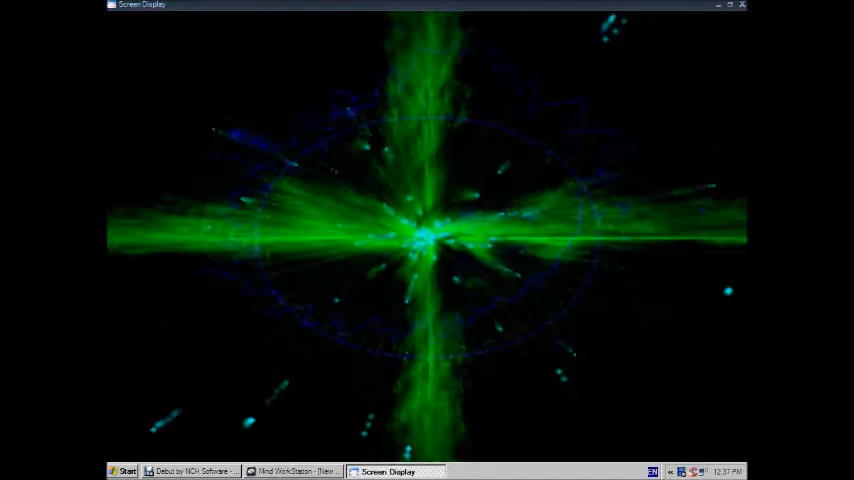 Screen Display
Start
Debut by NCH Software - ...
Mind WorkStation - [New ...
Screen Display
EN
«
12:37 PM